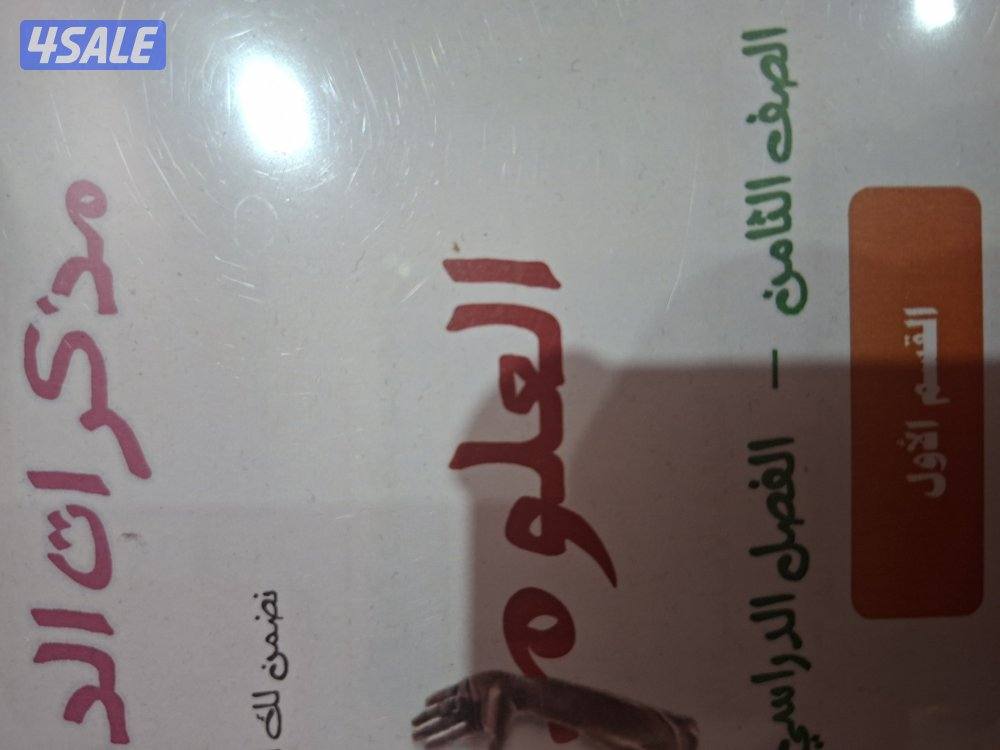 4SALE
مذكرات الد
نضمن لك
العلوم
الصف الثامن - الفصل الدراسي
القسم الأول